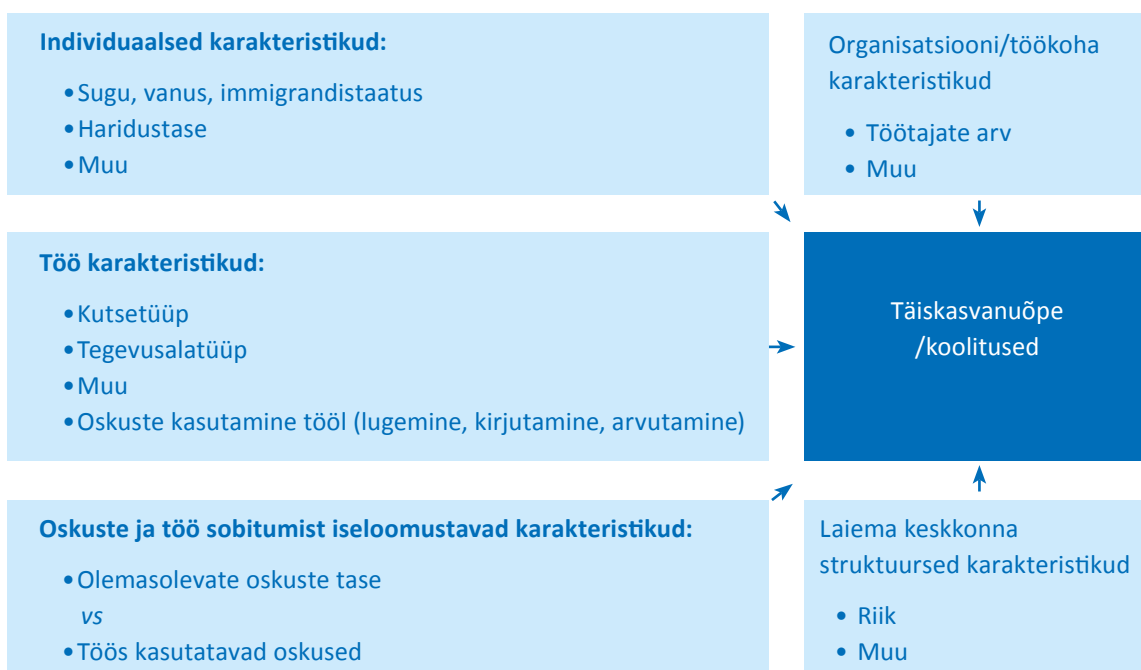 Individuaalsed karakteristikud:
• Sugu, vanus, immigrandistaatus
• Haridustase
• Muu
Organisatsiooni/töökoha
karakteristikud
• Töötajate arv
• Muu
Töö karakteristikud:
• Kutsetüüp
• Tegevusalatüüp
• Muu
• Oskuste kasutamine tööl (lugemine, kirjutamine, arvutamine)
Täiskasvanuõpe
/koolitused
Oskuste ja töö sobitumist iseloomustavad karakteristikud:
• Olemasolevate oskuste tase
vs
• Töös kasutatavad oskused
Laiema keskkonna
struktuursed karakteristikud
• Riik
• Muu